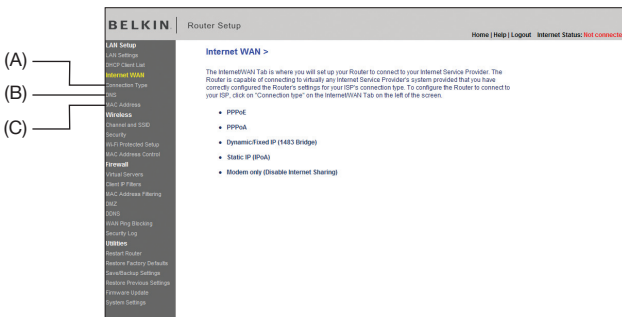 BELKIN Router Setup
Home | Help | Logout Internet Status: Not connected
LAN Setup
LAN Settings
DHCP Client List
Internet WAN
(A)
Connection Type
(B)
DNS
(C)
MAC Address
Wireless
Channel and SSID
Security
Wi-Fi Protected Setup
MAC Address Control
Firewall
Virtual Servers
Client IP Filters
MAC Address Filtering
DMZ
DDNS
WAN Ping Blocking
Security Log
Utilities
Restart Router
Restore Factory Defaults
Save/Backup Settings
Restore Previous Settings
Firmware Update
System Settings
Internet WAN >
The Internet/WAN Tab is where you will set up your Router to connect to your Internet Service Provider. The
Router is capable of connecting to virtually any Internet Service Provider's system provided that you have
correctly configured the Router's settings for your ISP's connection type. To configure the Router to connect to
your ISP, click on "Connection type" on the Internet/WAN Tab on the left of the screen.
• PPPoE
• PPPoA
• Dynamic/Fixed IP (1483 Bridge)
• Static IP (IPoA)
• Modem only (Disable Internet Sharing)